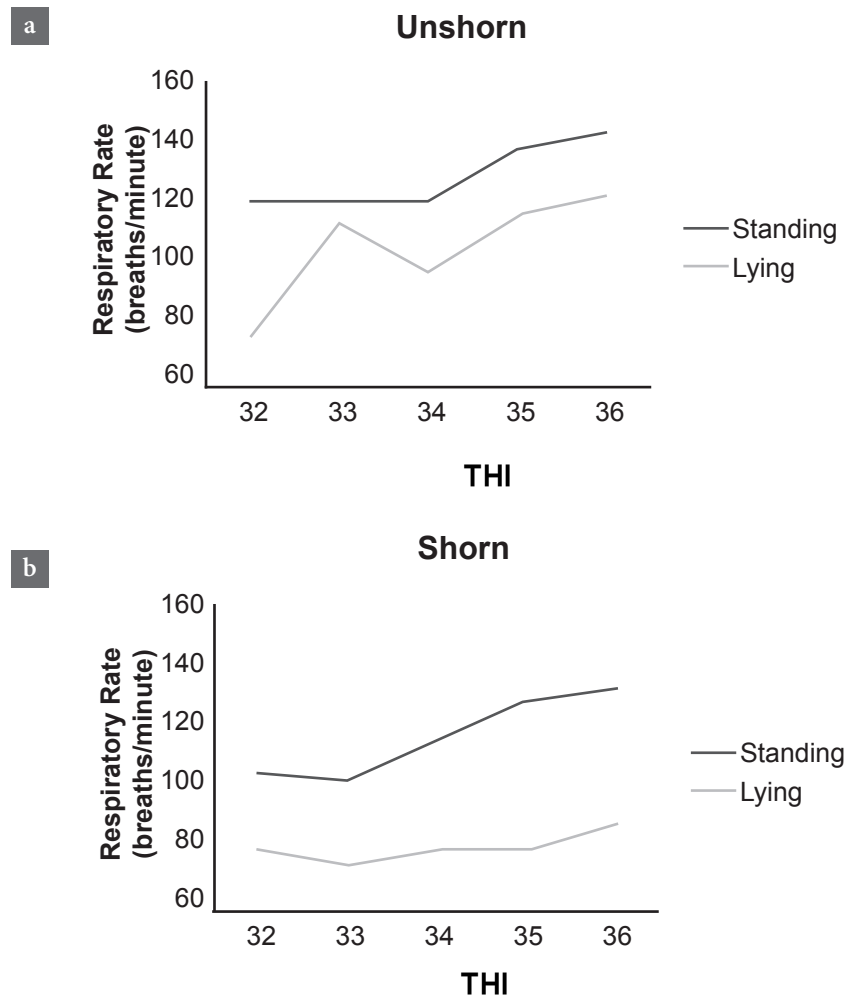 a
Unshorn
160
140
120
100
80
60
Respiratory Rate
(breaths/minute)
32 33 34 35 36
THI
Standing
Lying
b
Shorn
160
140
120
100
80
60
Respiratory Rate
(breaths/minute)
32 33 34 35 36
THI
Standing
Lying